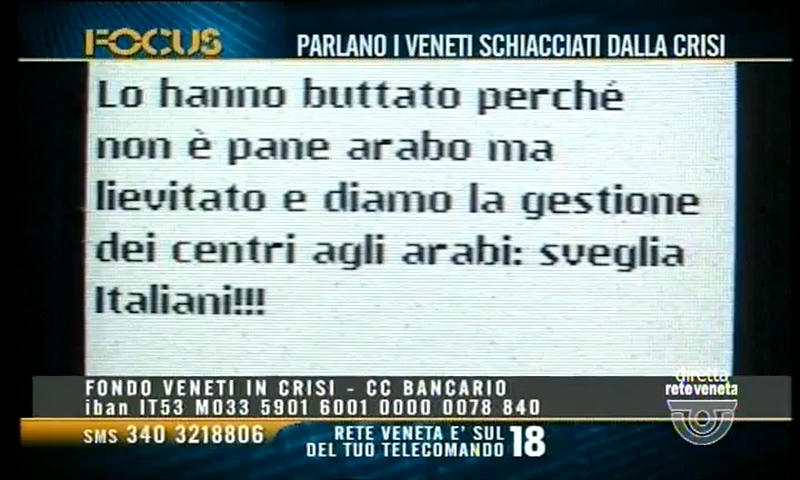 FOCUS
PARLANO I VENETI SCHIACCIATI DALLA CRISI
Lo hanno buttato perché
non è pane arabo ma
lievitato e diamo la gestione
dei centri agli arabi: sveglia
Italiani!!!
diretta
reteveneta
FONDO VENETI IN CRISI - CC BANCARIO
iban IT53 M033 5901 6001 0000 0078 840
SMS 340 3218806
RETE VENETA E' SUL
DEL TUO TELECOMANDO 18